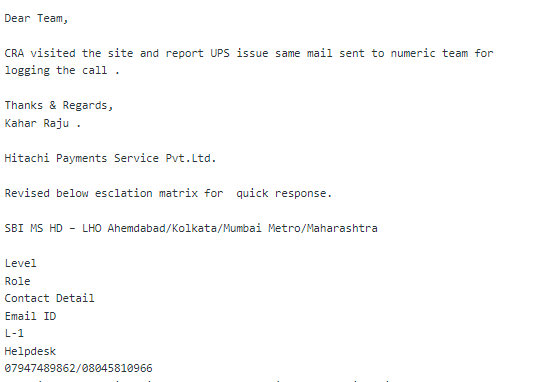 Dear Team,
CRA visited the site and report UPS issue same mail sent to numeric team for
logging the call .
Thanks & Regards,
Kahar Raju .
Hitachi Payments Service Pvt.Ltd.
Revised below esclation matrix for  quick response.
SBI MS HD – LHO Ahemdabad/Kolkata/Mumbai Metro/Maharashtra
Level
Role
Contact Detail
Email ID
L-1
Helpdesk
07947489862/08045810966